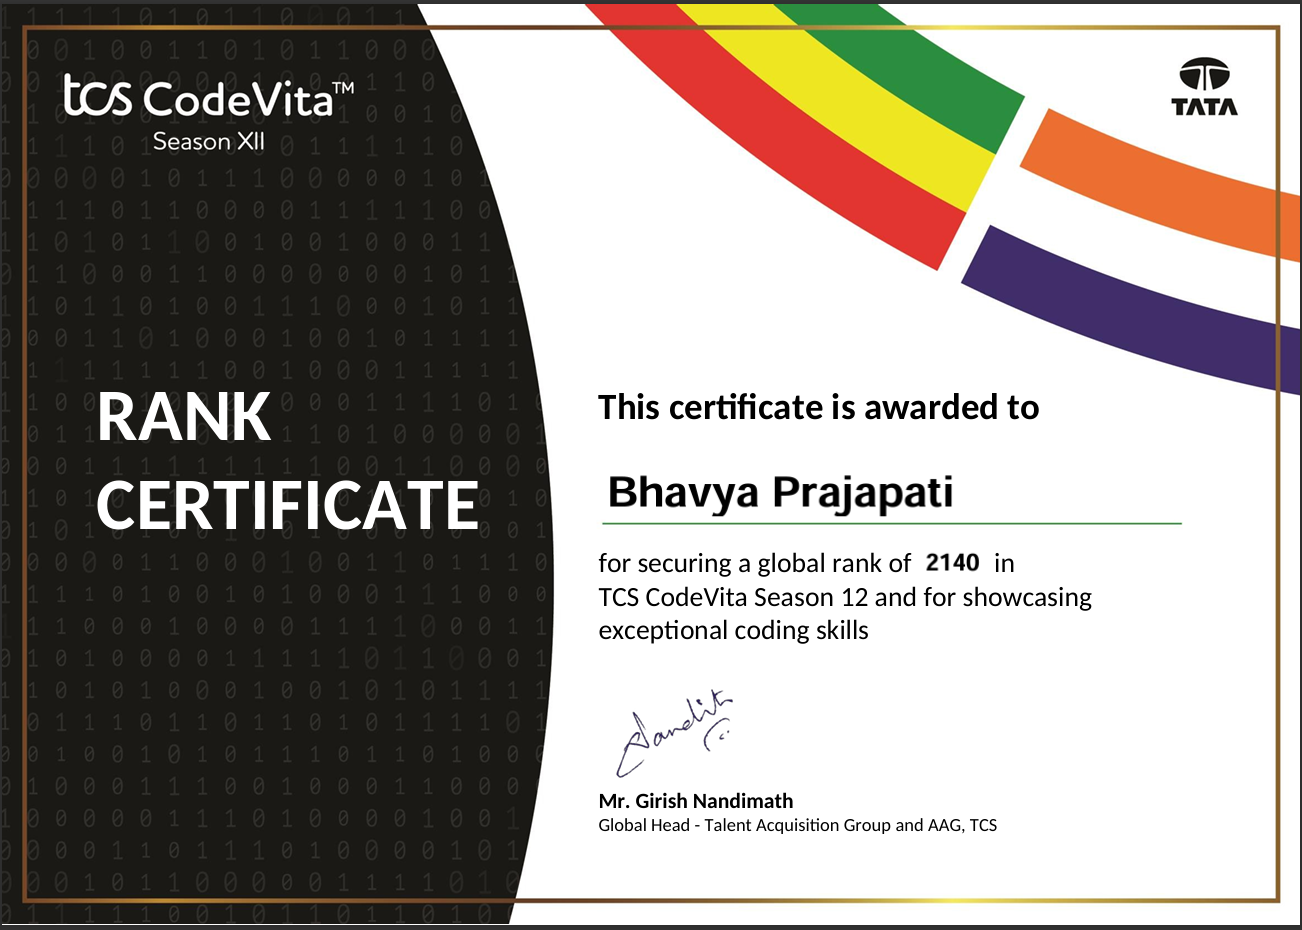 tcs CodeVita™
Season XII
TATA
RANK
CERTIFICATE
This certificate is awarded to
Bhavya Prajapati
for securing a global rank of 2140 in
TCS CodeVita Season 12 and for showcasing
exceptional coding skills
Mr. Girish Nandimath
Global Head - Talent Acquisition Group and AAG, TCS